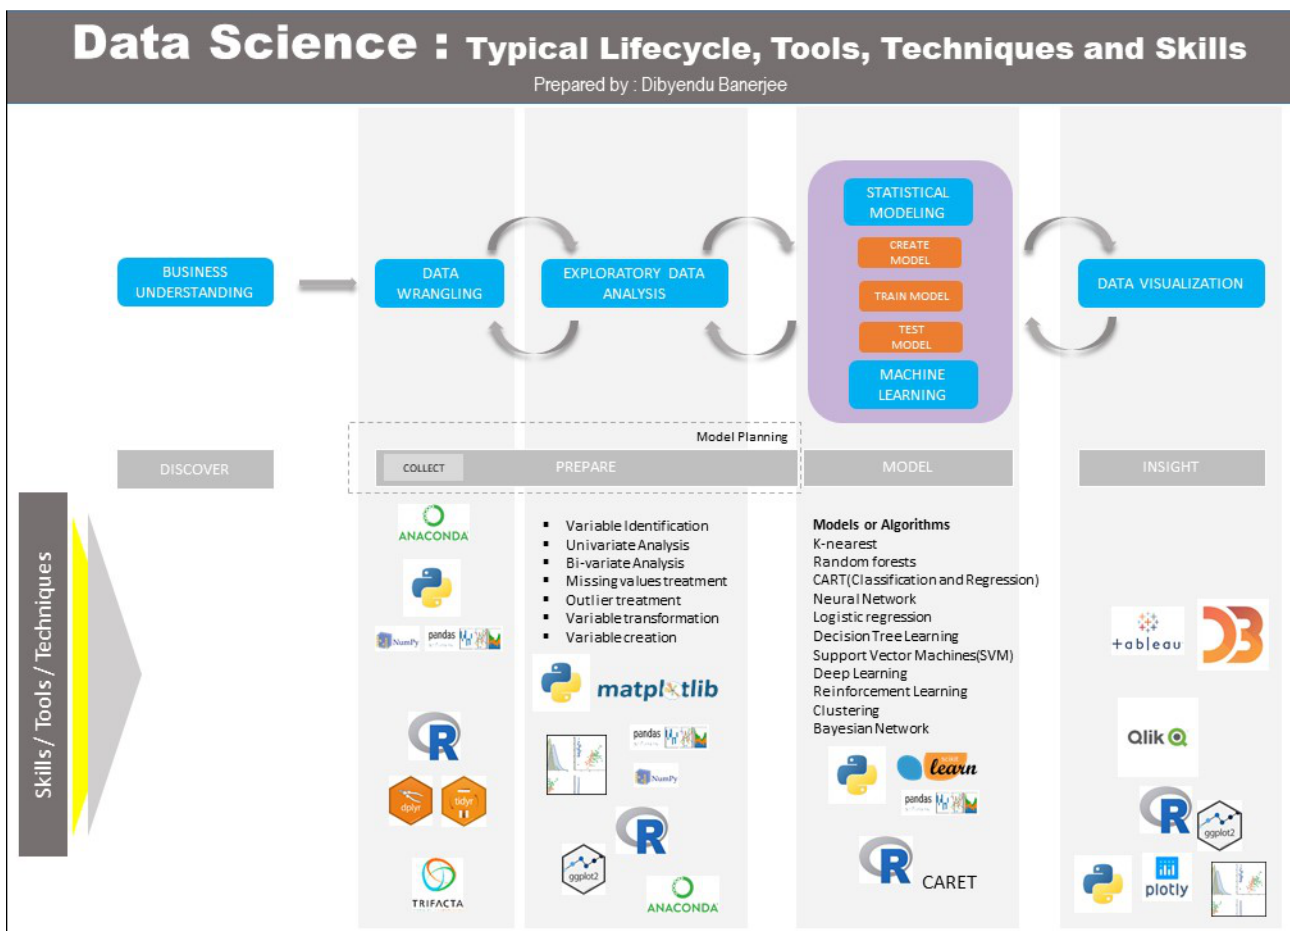 Data Science : Typical Lifecycle, Tools, Techniques and Skills
Prepared by : Dibyendu Banerjee
BUSINESS
UNDERSTANDING
DATA
WRANGLING
EXPLORATORY DATA
ANALYSIS
STATISTICAL
MODELING
CREATE
MODEL
TRAIN MODEL
TEST
MODEL
MACHINE
LEARNING
DATA VISUALIZATION
Model Planning
DISCOVER
COLLECT
PREPARE
MODEL
INSIGHT
Skills / Tools / Techniques
ANACONDA
NumPy
pandas
R
dplyr
tidyr
TRIFACTA
▪ Variable Identification
▪ Univariate Analysis
▪ Bi-variate Analysis
▪ Missing values treatment
▪ Outlier treatment
▪ Variable transformation
▪ Variable creation
matplotlib
pandas
NumPy
R
ggplot2
ANACONDA
Models or Algorithms
K-nearest
Random forests
CART(Classification and Regression)
Neural Network
Logistic regression
Decision Tree Learning
Support Vector Machines(SVM)
Deep Learning
Reinforcement Learning
Clustering
Bayesian Network
learn
pandas
R
CARET
+ableau
D3
Qlik
R
ggplot2
plotly